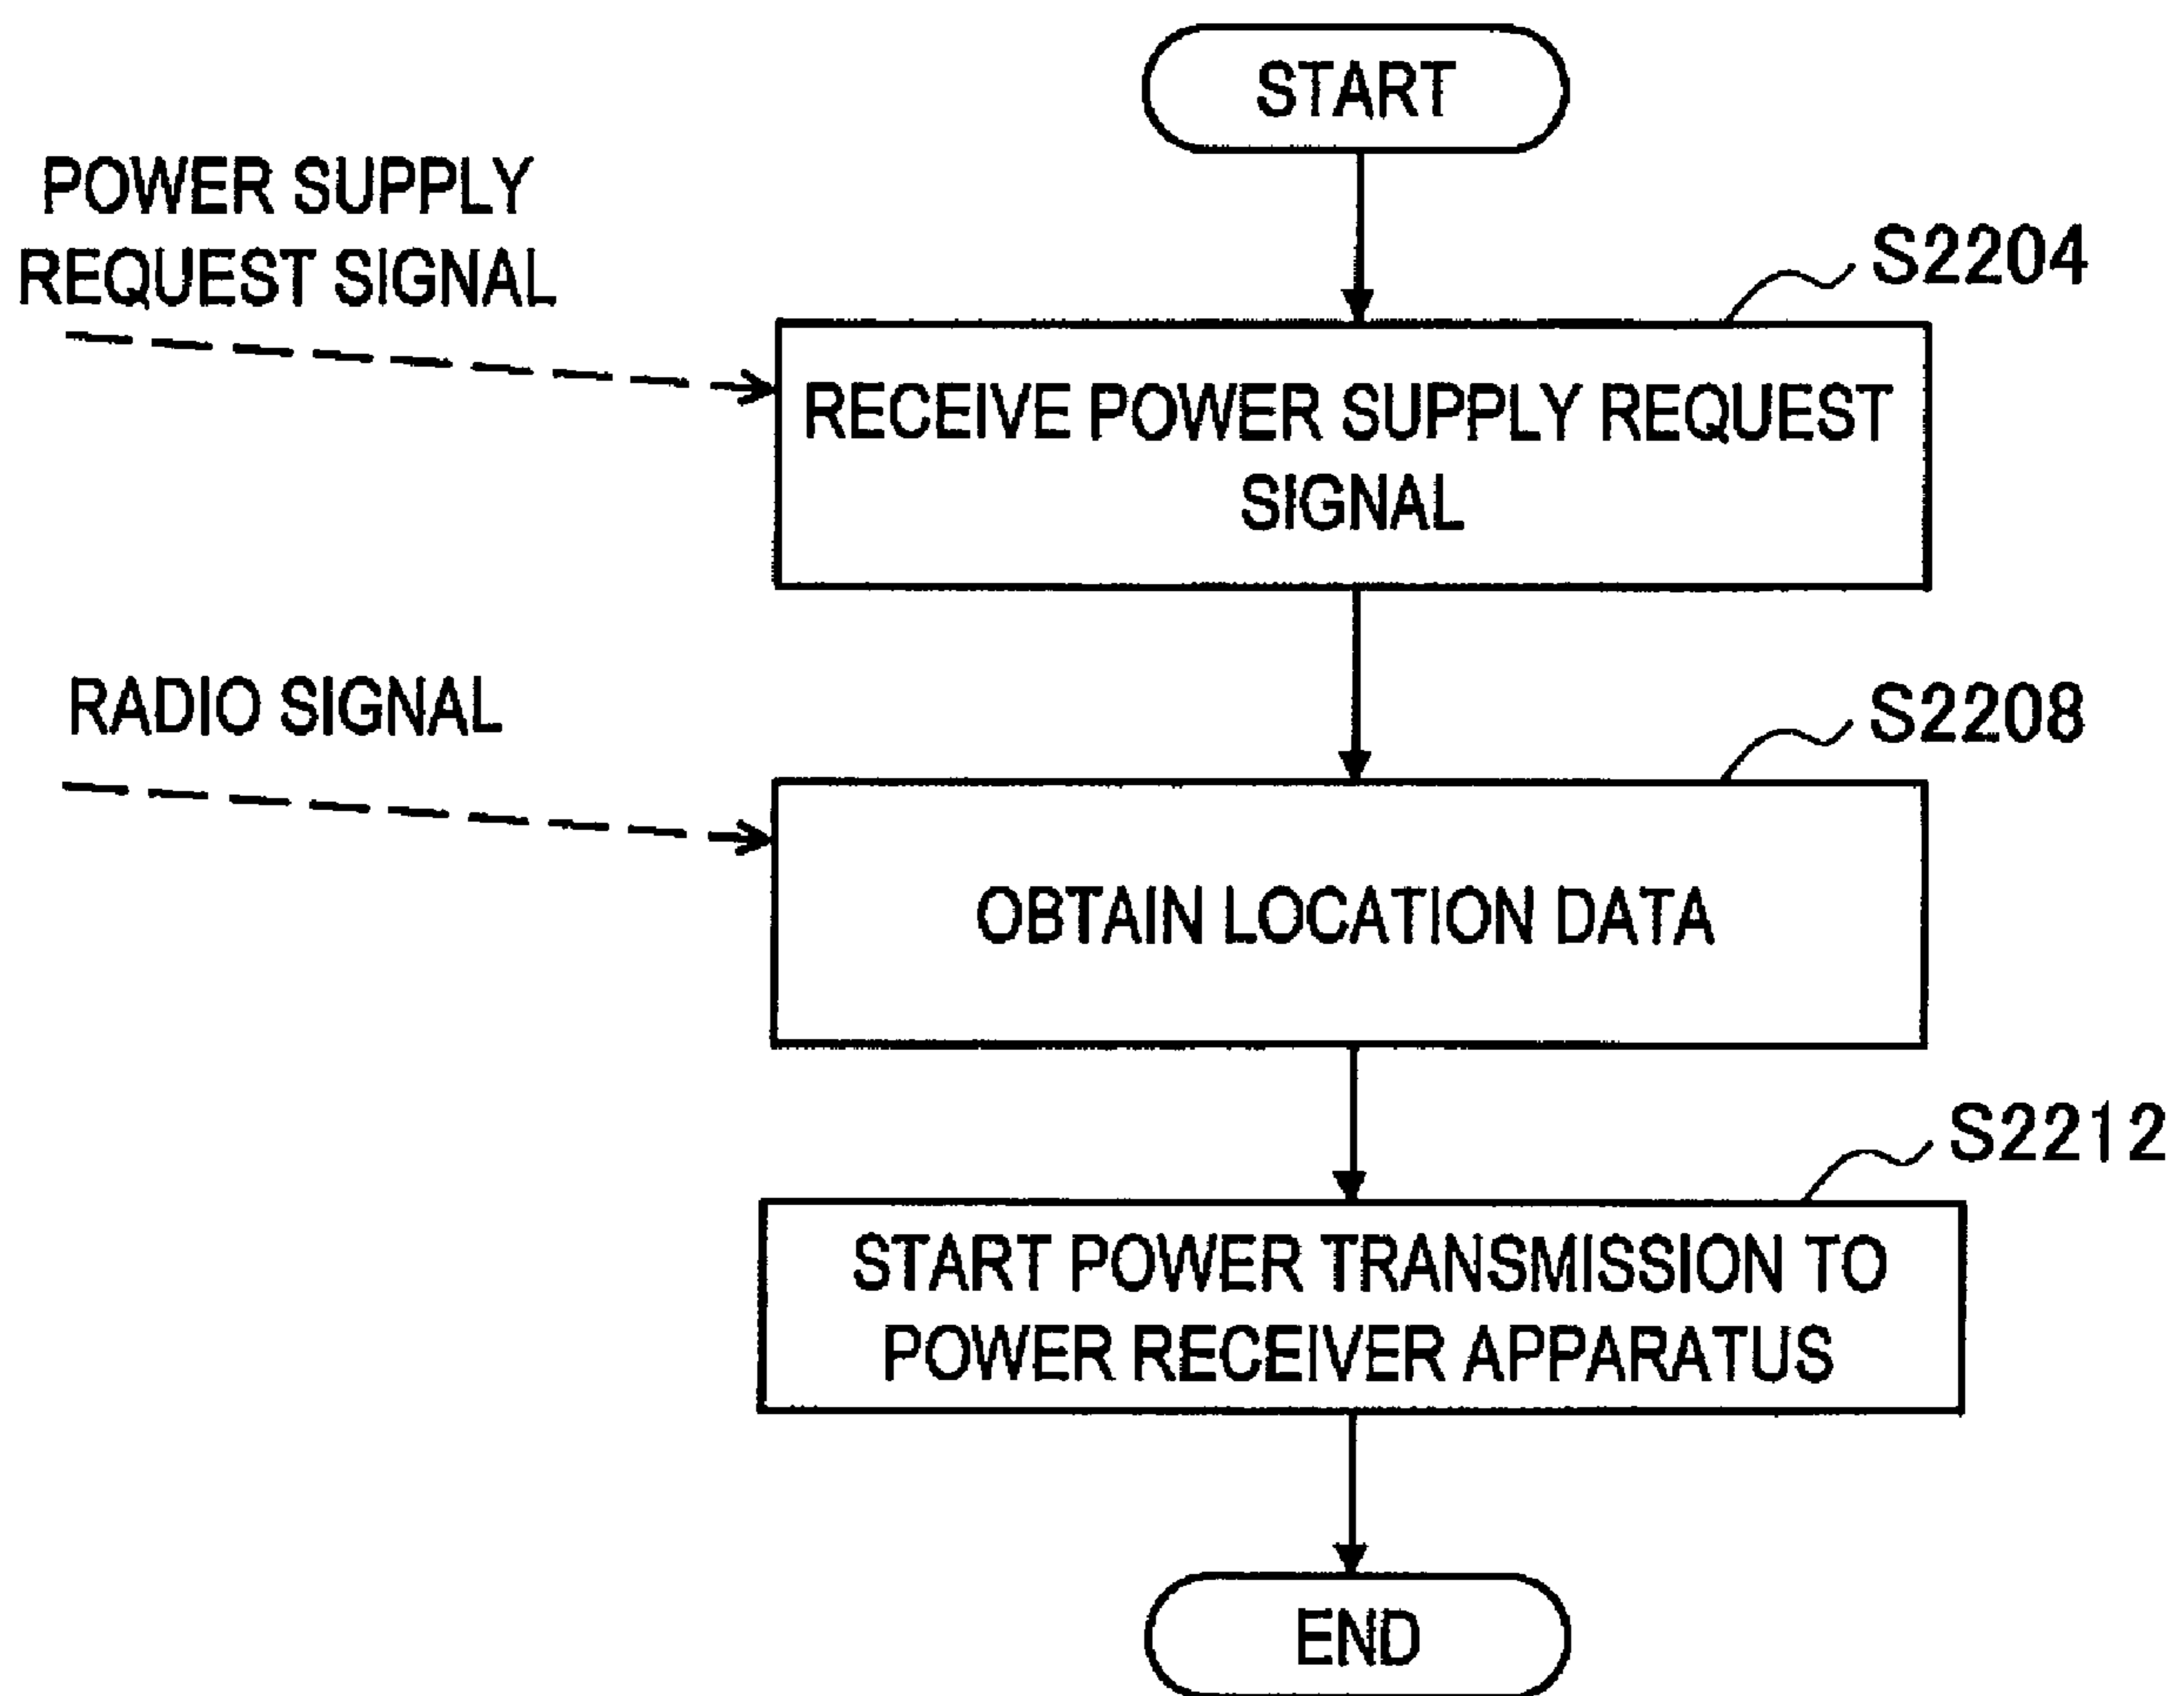 START
POWER SUPPLY
REQUEST SIGNAL
S2204
RECEIVE POWER SUPPLY REQUEST
SIGNAL
RADIO SIGNAL
S2208
OBTAIN LOCATION DATA
S2212
START POWER TRANSMISSION TO
POWER RECEIVER APPARATUS
END